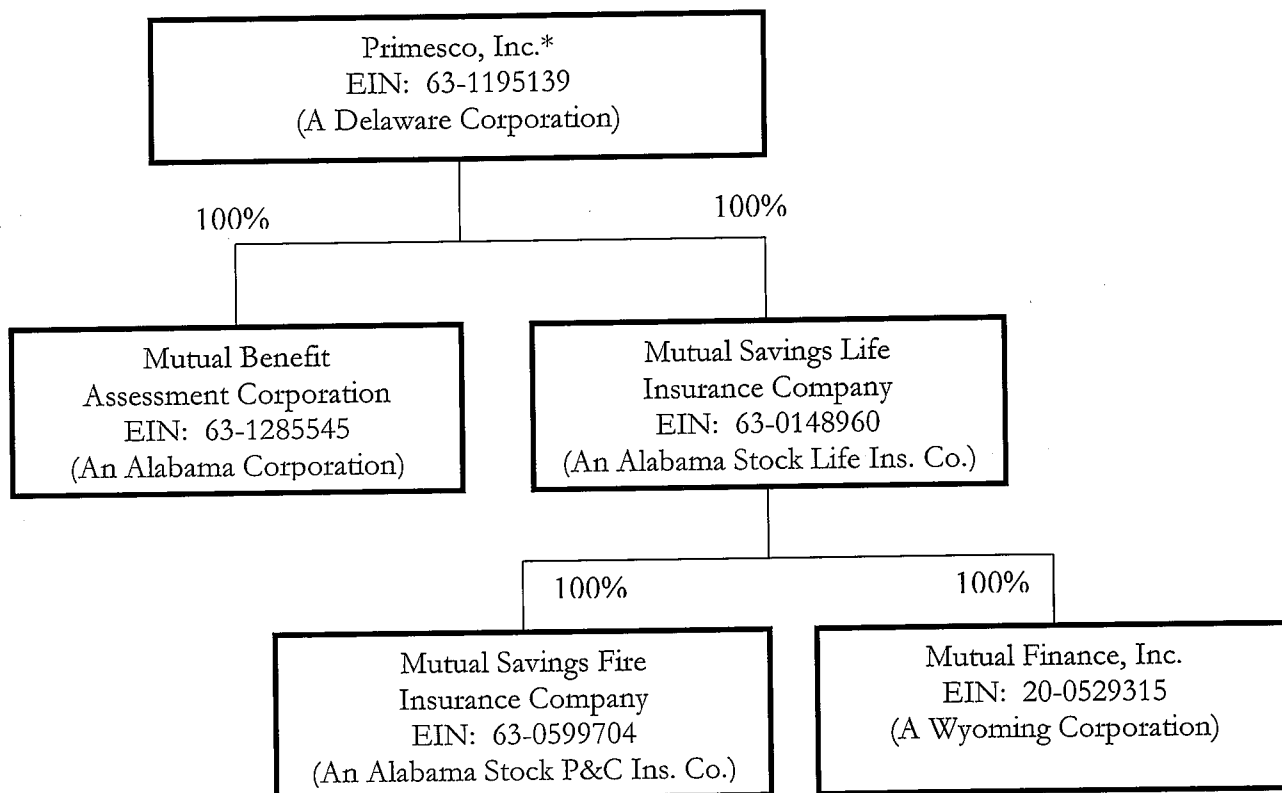 Primesco, Inc.*
EIN: 63-1195139
(A Delaware Corporation)
100%
100%
Mutual Benefit
Assessment Corporation
EIN: 63-1285545
(An Alabama Corporation)
Mutual Savings Life
Insurance Company
EIN: 63-0148960
(An Alabama Stock Life Ins. Co.)
100%
100%
Mutual Savings Fire
Insurance Company
EIN: 63-0599704
(An Alabama Stock P&C Ins. Co.)
Mutual Finance, Inc.
EIN: 20-0529315
(A Wyoming Corporation)